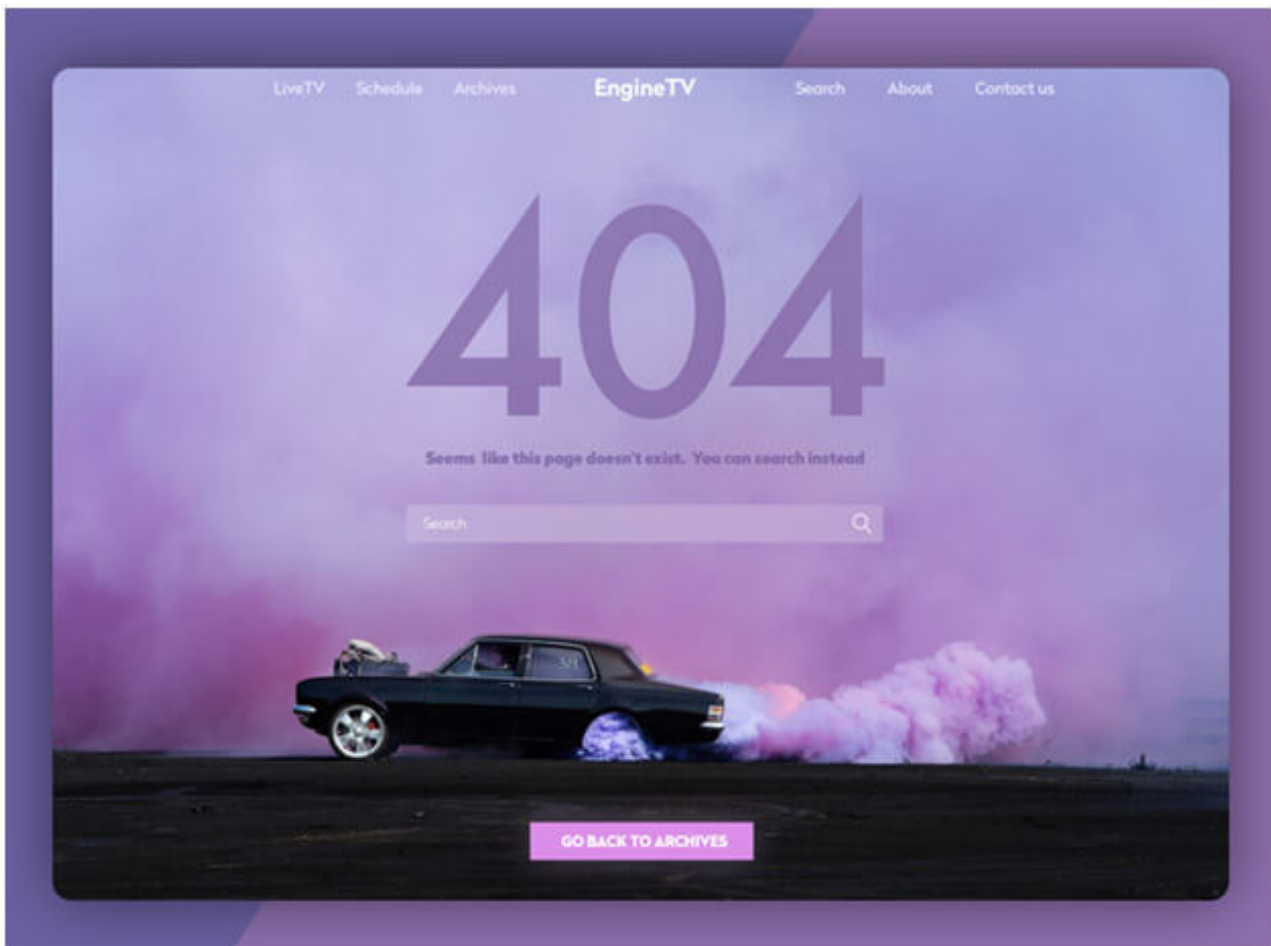 LiveTV Schedule Archives EngineTV Search About Contact us
404
Seems like this page doesn't exist. You can search instead
Search
GO BACK TO ARCHIVES